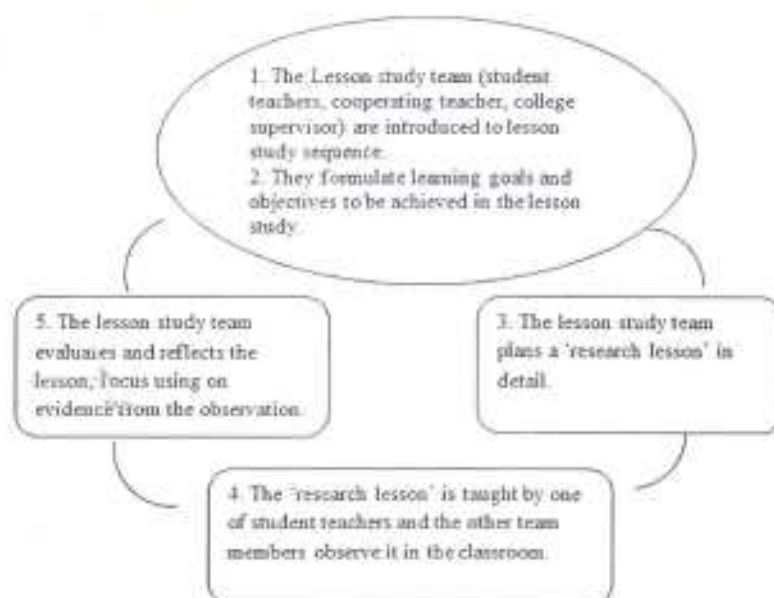 1. The Lesson study team (student
teachers, cooperating teacher, college
supervisor) are introduced to lesson
study sequence.
2. They formulate learning goals and
objectives to be achieved in the lesson
study.
3. The lesson study team
plans a 'research lesson' in
detail.
4. The 'research lesson' is taught by one
of student teachers and the other team
members observe it in the classroom.
5. The lesson study team
evaluates and reflects the
lesson, focus using on
evidence from the observation.